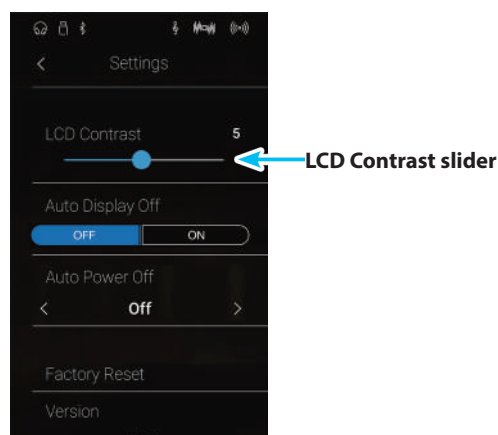 Settings
LCD Contrast 5
LCD Contrast slider
Auto Display Off
OFF ON
Auto Power Off
< Off >
Factory Reset
Version